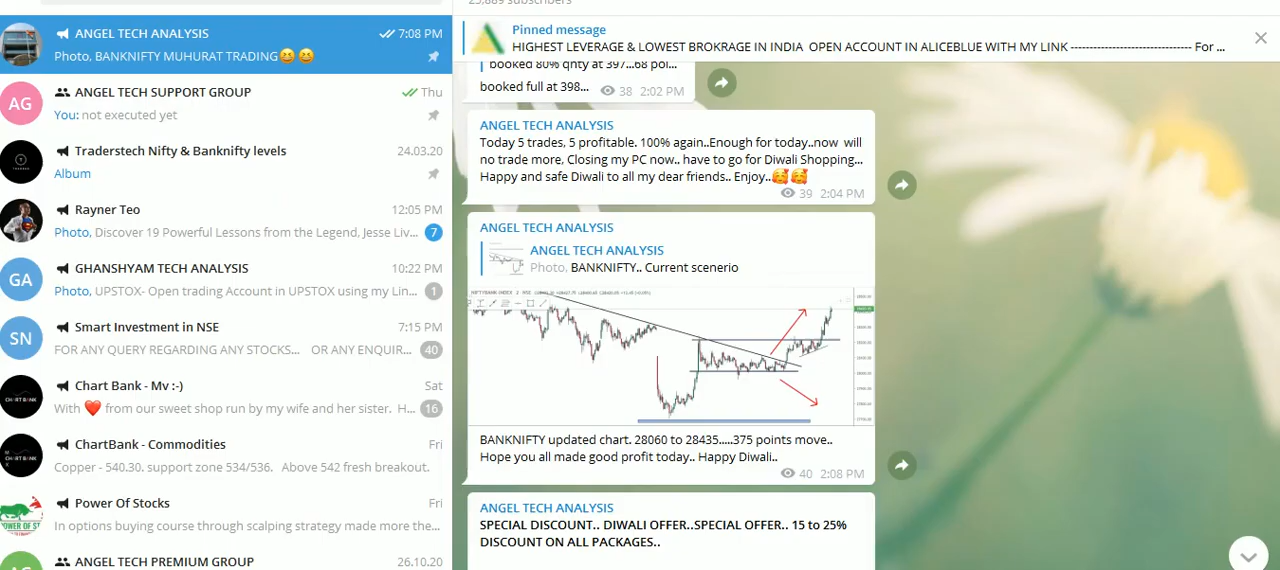 25,889 subscribers
ANGEL TECH ANALYSIS 7:08 PM
Photo, BANKNIFTY MUHURAT TRADING😆 😆
AG ANGEL TECH SUPPORT GROUP Thu
You: not executed yet
Traderstech Nifty & Banknifty levels 24.03.20
Album
Rayner Teo 12:05 PM
Photo, Discover 19 Powerful Lessons from the Legend, Jesse Liv... 7
GA GHANSHYAM TECH ANALYSIS 10:22 PM
Photo, UPSTOX- Open trading Account in UPSTOX using my Lin... 1
SN Smart Investment in NSE 7:15 PM
FOR ANY QUERY REGARDING ANY STOCKS... OR ANY ENQUIR... 40
Chart Bank - Mv :-) Sat
With ❤️ from our sweet shop run by my wife and her sister. H... 16
ChartBank - Commodities Fri
Copper - 540.30. support zone 534/536. Above 542 fresh breakout.
Power Of Stocks Fri
In options buying course through scalping strategy made more the...
ANGEL TECH PREMIUM GROUP 26.10.20
Pinned message
HIGHEST LEVERAGE & LOWEST BROKRAGE IN INDIA OPEN ACCOUNT IN ALICEBLUE WITH MY LINK ------------------------------ For ...
booked 80% qnty at 397...68 poi...
booked full at 398... 38 2:02 PM
ANGEL TECH ANALYSIS
Today 5 trades, 5 profitable. 100% again..Enough for today..now will
no trade more, Closing my PC now.. have to go for Diwali Shopping...
Happy and safe Diwali to all my dear friends.. Enjoy..🥰🥰
39 2:04 PM
ANGEL TECH ANALYSIS
ANGEL TECH ANALYSIS
Photo, BANKNIFTY.. Current scenerio
BANKNIFTY updated chart. 28060 to 28435.....375 points move..
Hope you all made good profit today.. Happy Diwali..
40 2:08 PM
ANGEL TECH ANALYSIS
SPECIAL DISCOUNT.. DIWALI OFFER..SPECIAL OFFER.. 15 to 25%
DISCOUNT ON ALL PACKAGES..